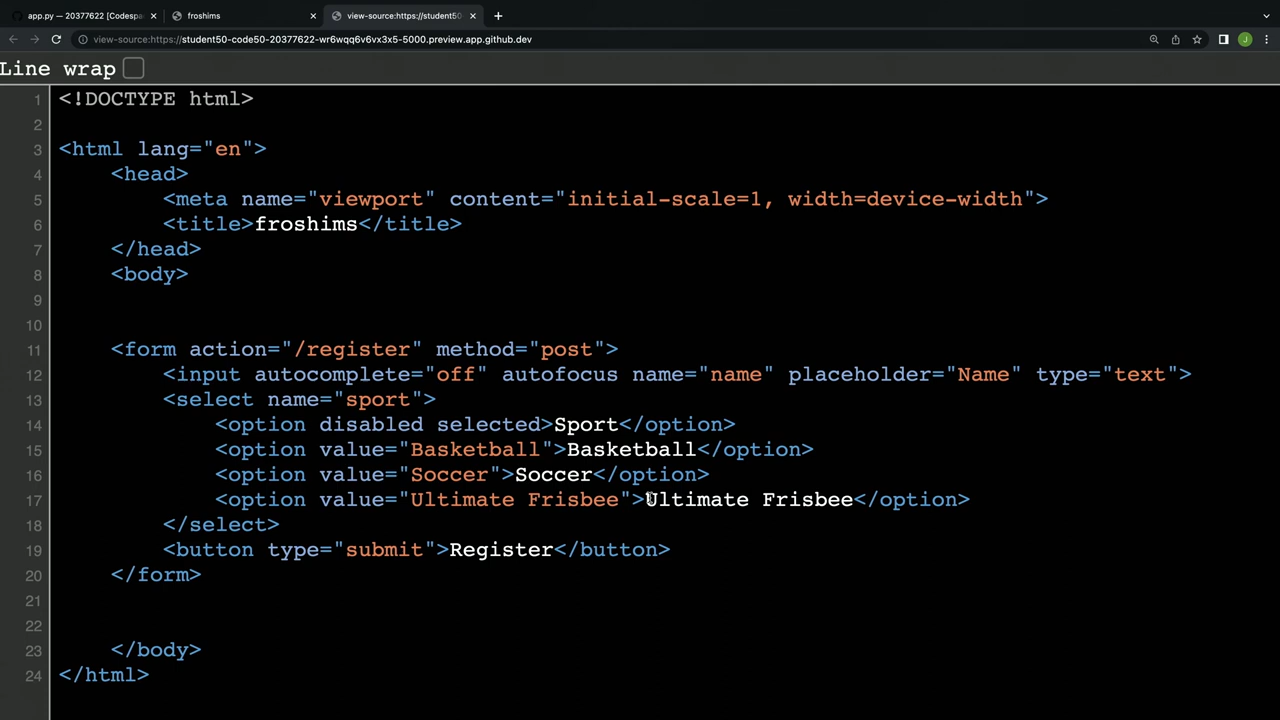 app.py — 20377622 [Codespa
froshims
view-source:https://student50
view-source:https://student50-code50-20377622-wr6wqq6v6vx3x5-5000.preview.app.github.dev
J
Line wrap
1 <!DOCTYPE html>
2
3 <html lang="en">
4 <head>
5 <meta name="viewport" content="initial-scale=1, width=device-width">
6 <title>froshims</title>
7 </head>
8 <body>
9
10
11 <form action="/register" method="post">
12 <input autocomplete="off" autofocus name="name" placeholder="Name" type="text">
13 <select name="sport">
14 <option disabled selected>Sport</option>
15 <option value="Basketball">Basketball</option>
16 <option value="Soccer">Soccer</option>
17 <option value="Ultimate Frisbee">Ultimate Frisbee</option>
18 </select>
19 <button type="submit">Register</button>
20 </form>
21
22
23 </body>
24 </html>